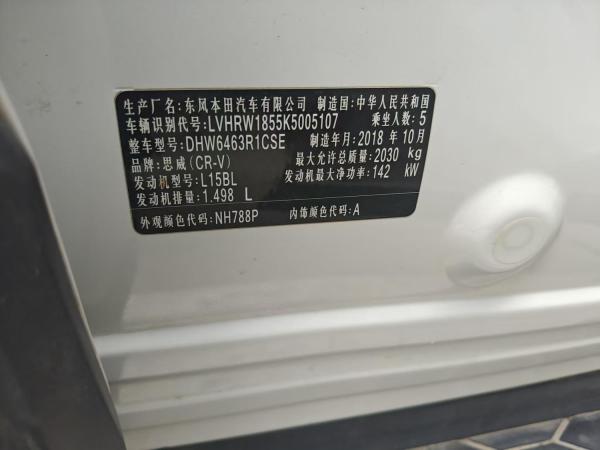 生产厂名:东风本田汽车有限公司 制造国:中华人民共和国
车辆识别代号:LVHRW1855K5005107 乘坐人数:5
整车型号:DHW6463R1CSE 制造年月:2018 年 10月
品牌:思威(CR-V) 最大允许总质量:2030 kg
发动机型号:L15BL 发动机最大净功率:142 kW
发动机排量:1.498 L
外观颜色代码:NH788P 内饰颜色代码:A